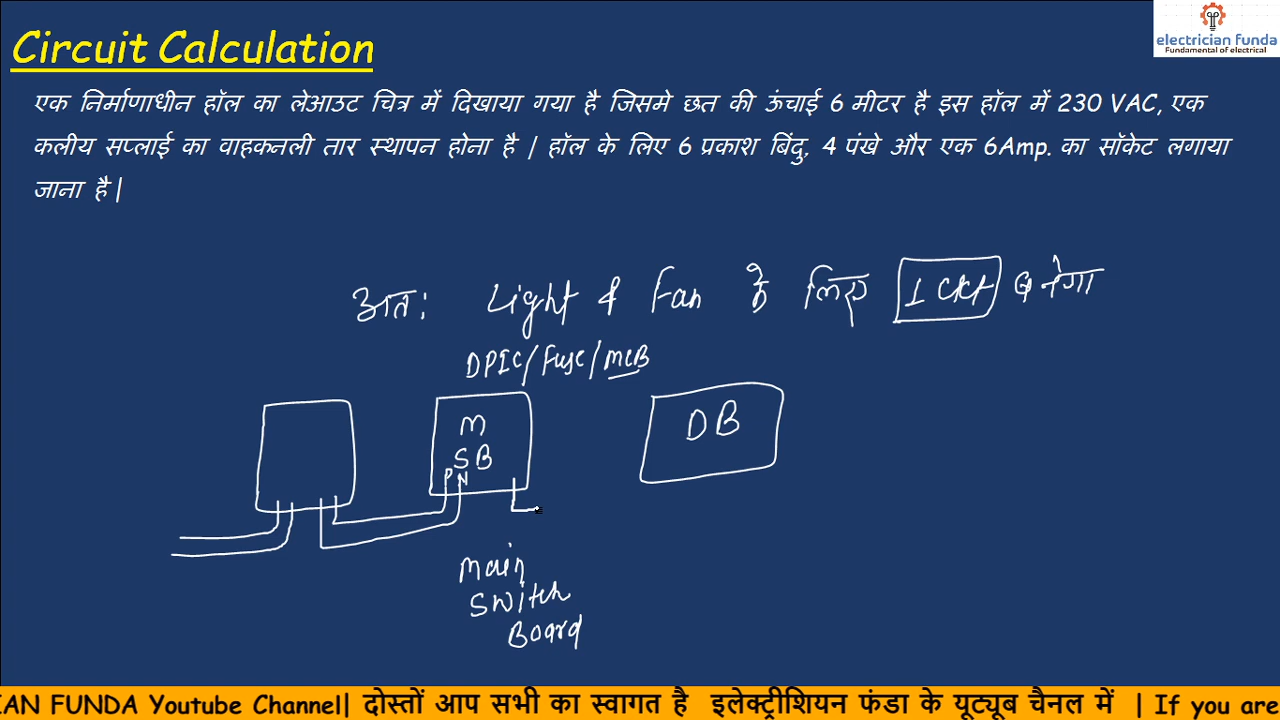 electrician funda
Fundamental of electrical
Circuit Calculation
एक निर्माणाधीन हॉल का लेआउट चित्र में दिखाया गया है जिसमे छत की ऊंचाई 6 मीटर है इस हॉल में 230 VAC, एक
कलीय सप्लाई का वाहकनली तार स्थापन होना है | हॉल के लिए 6 प्रकाश बिंदु, 4 पंखे और एक 6Amp. का सॉकेट लगाया
जाना है |
अतः Light & Fan के लिए 1 CKt बनेगा
DPIC/Fuse/MCB
M
SB
P N
DB
Main
Switch
Board
IAN FUNDA Youtube Channel| दोस्तों आप सभी का स्वागत है इलेक्ट्रीशियन फंडा के यूट्यूब चैनल में | If you are